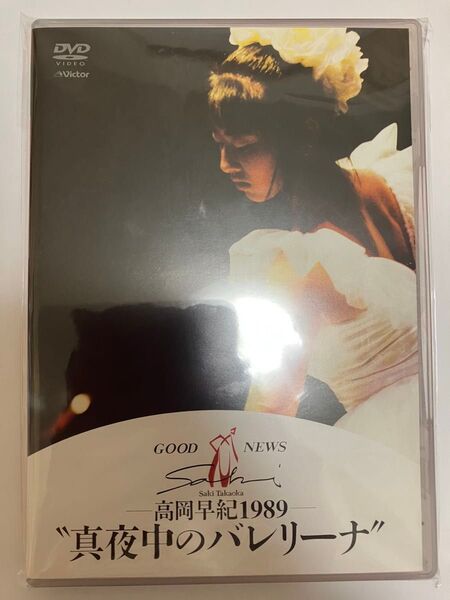 DVD
VIDEO
Victor
GOOD NEWS
Saki
Saki Takaoka
高岡早紀1989
〝真夜中のバレリーナ〞